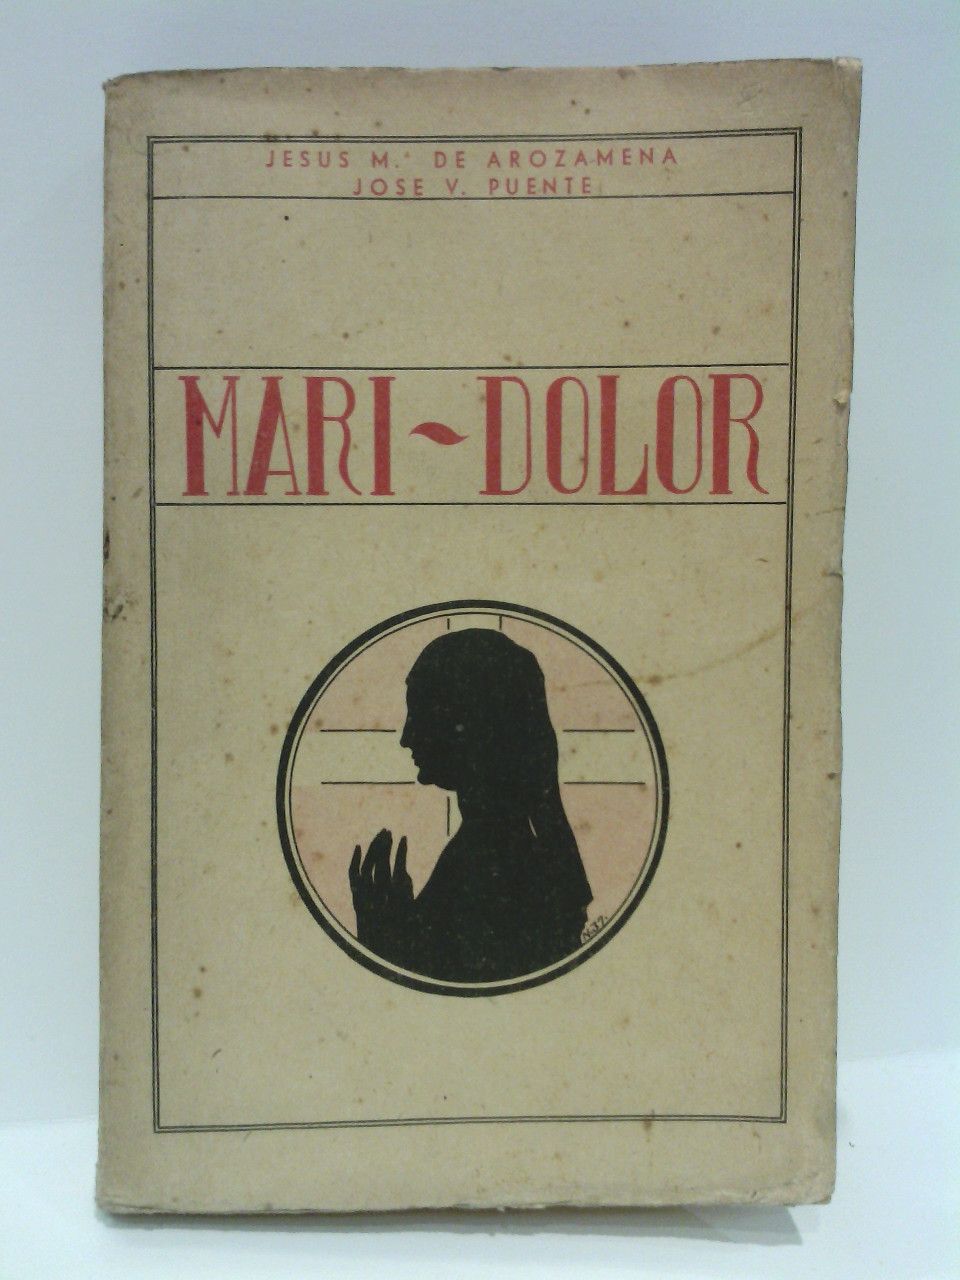 JESUS M.ª DE AROZAMENA
JOSE V. PUENTE
MARI-DOLOR